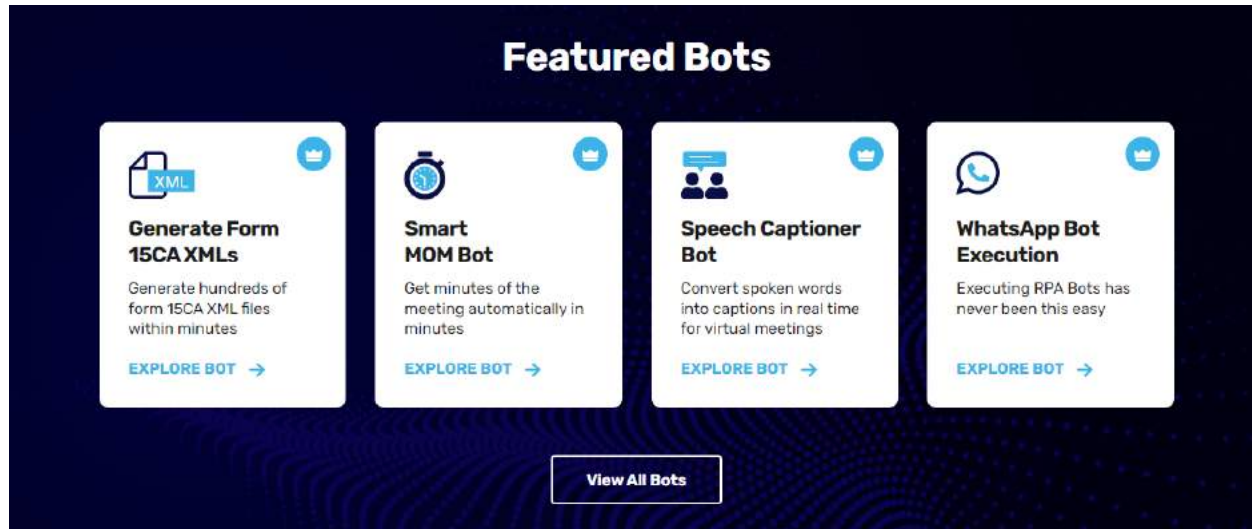 Featured Bots
XML
Generate Form
15CA XMLs
Generate hundreds of
form 15CA XML files
within minutes
EXPLORE BOT →
Smart
MOM Bot
Get minutes of the
meeting automatically in
minutes
EXPLORE BOT →
Speech Captioner
Bot
Convert spoken words
into captions in real time
for virtual meetings
EXPLORE BOT →
WhatsApp Bot
Execution
Executing RPA Bots has
never been this easy
EXPLORE BOT →
View All Bots